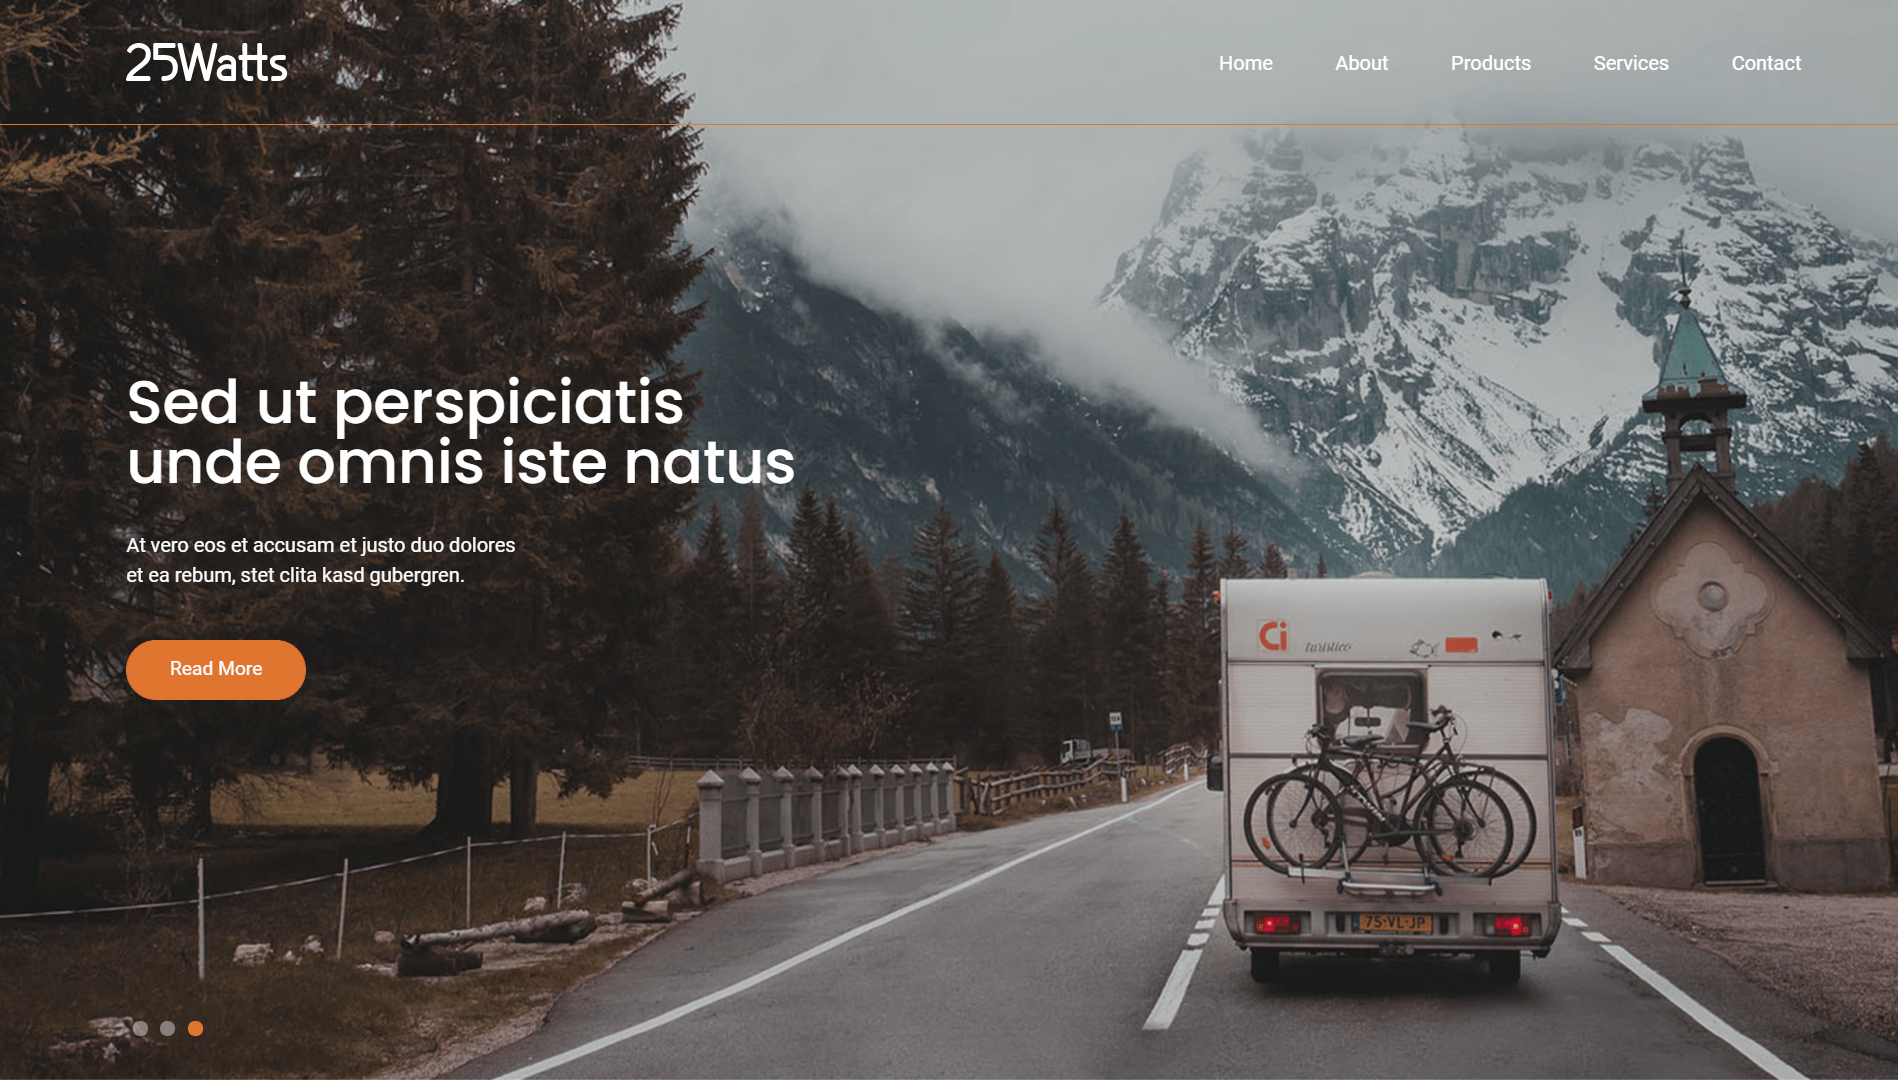 25Watts
Home About Products Services Contact
Sed ut perspiciatis
unde omnis iste natus
At vero eos et accusam et justo duo dolores
et ea rebum, stet clita kasd gubergren.
Read More
Ci
turistico
75-VL-JP